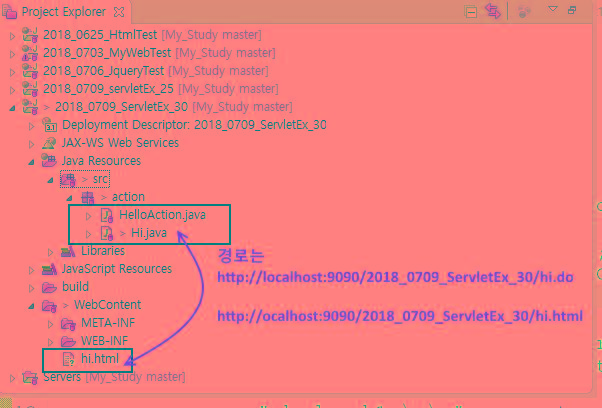 Project Explorer
2018_0625_HtmlTest [My_Study master]
2018_0703_MyWebTest [My_Study master]
2018_0706_JqueryTest [My_Study master]
2018_0709_servletEx_25 [My_Study master]
> 2018_0709_ServletEx_30 [My_Study master]
Deployment Descriptor: 2018_0709_ServletEx_30
JAX-WS Web Services
Java Resources
> src
> action
HelloAction.java
> Hi.java
Libraries
JavaScript Resources
build
> WebContent
META-INF
WEB-INF
hi.html
Servers [My_Study master]
경로는
http://localhost:9090/2018_0709_ServletEx_30/hi.do
http://ocalhost:9090/2018_0709_ServletEx_30/hi.html